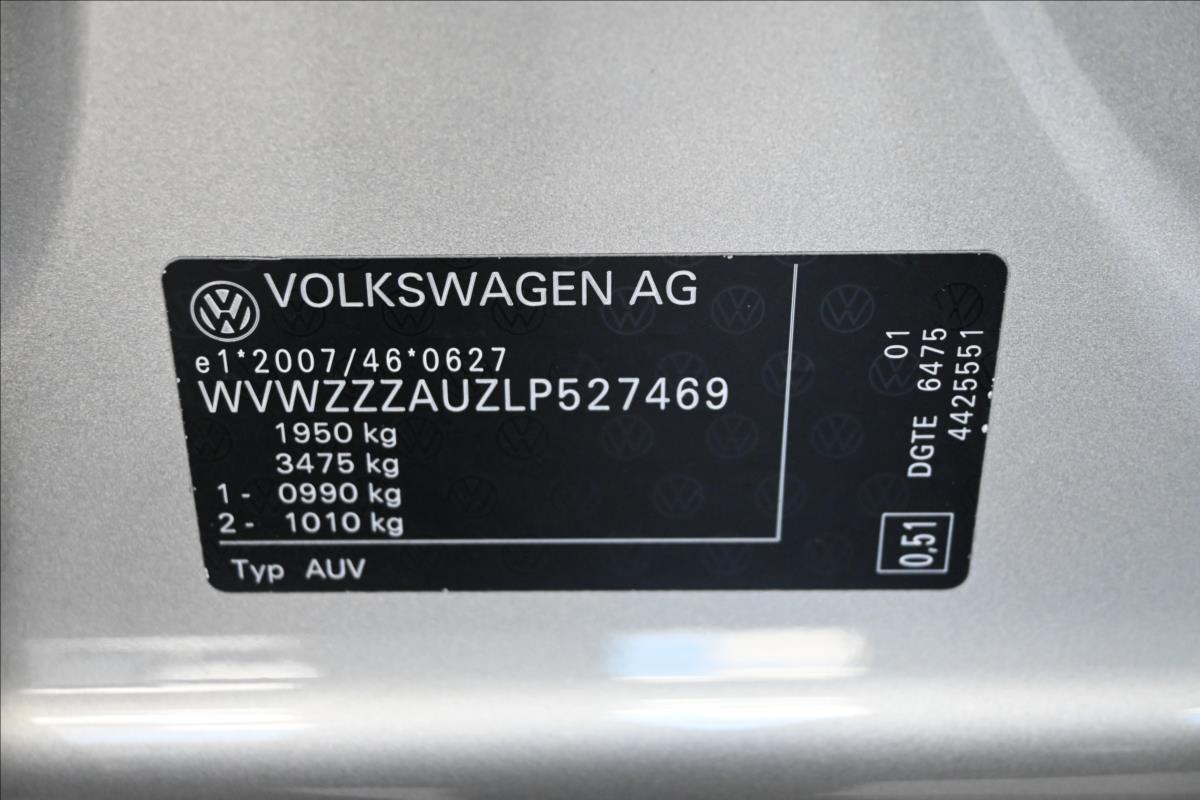 VOLKSWAGEN AG
e1*2007/46*0627
WVWZZZAUZLP527469
1950 kg
3475 kg
1 - 0990 kg
2 - 1010 kg
Typ AUV
01
DGTE 6475
4425551
0,51